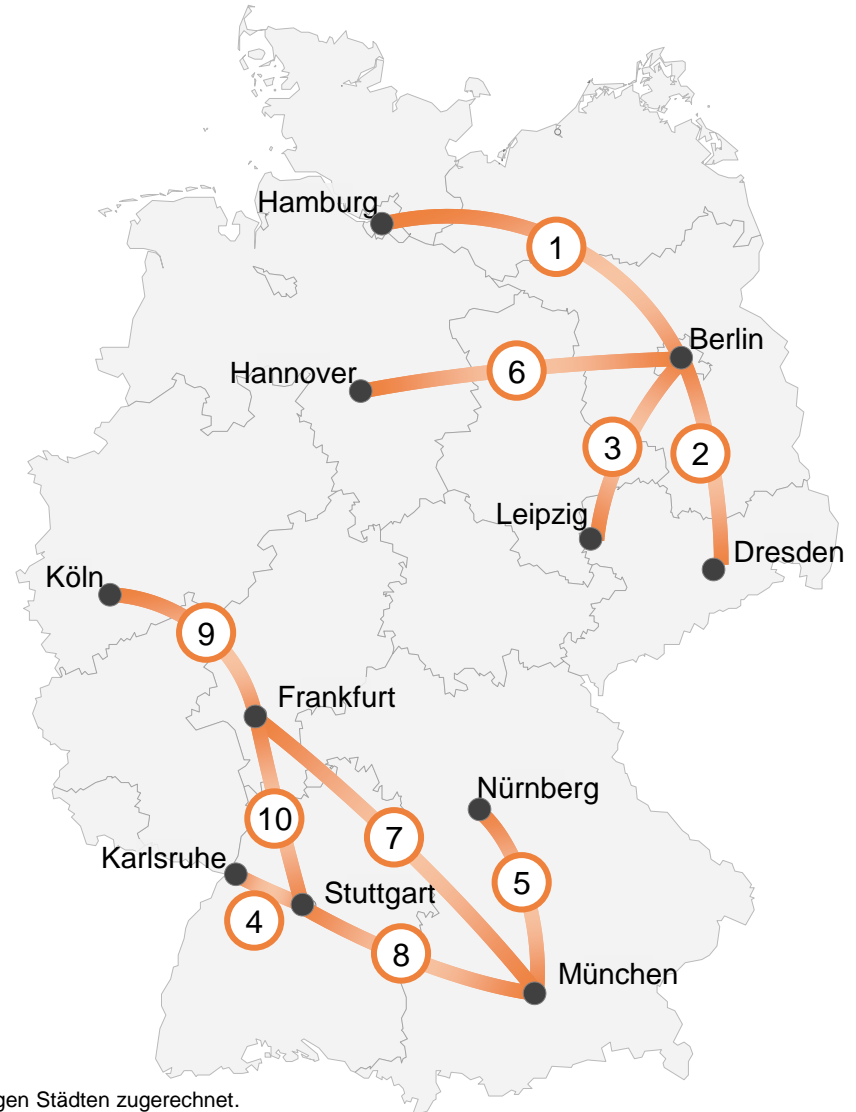 Hamburg
1
Berlin
Hannover
6
3
2
Leipzig
Dresden
Köln
9
Frankfurt
Nürnberg
10
7
Karlsruhe
5
Stuttgart
4
8
München
gen Städten zugerechnet.